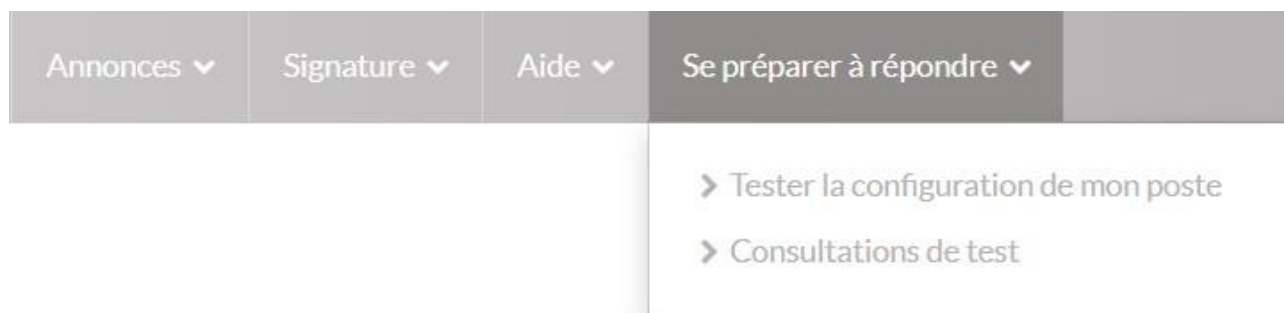 Annonces Signature Aide Se préparer à répondre
Tester la configuration de mon poste
Consultations de test